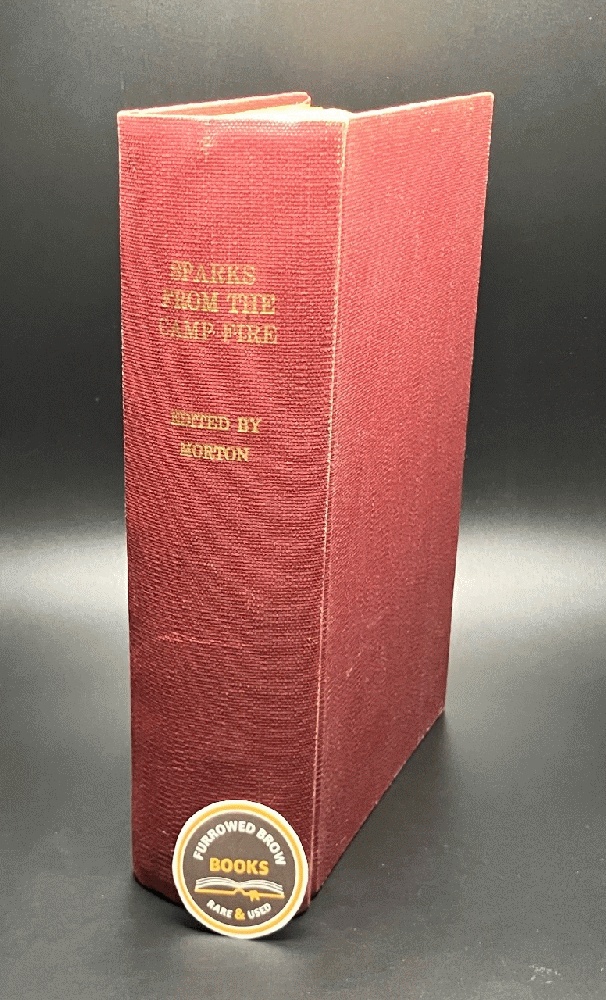 SPARKS
FROM THE
CAMP FIRE
EDITED BY
MORTON
FURROWED BROW
BOOKS
RARE & USED